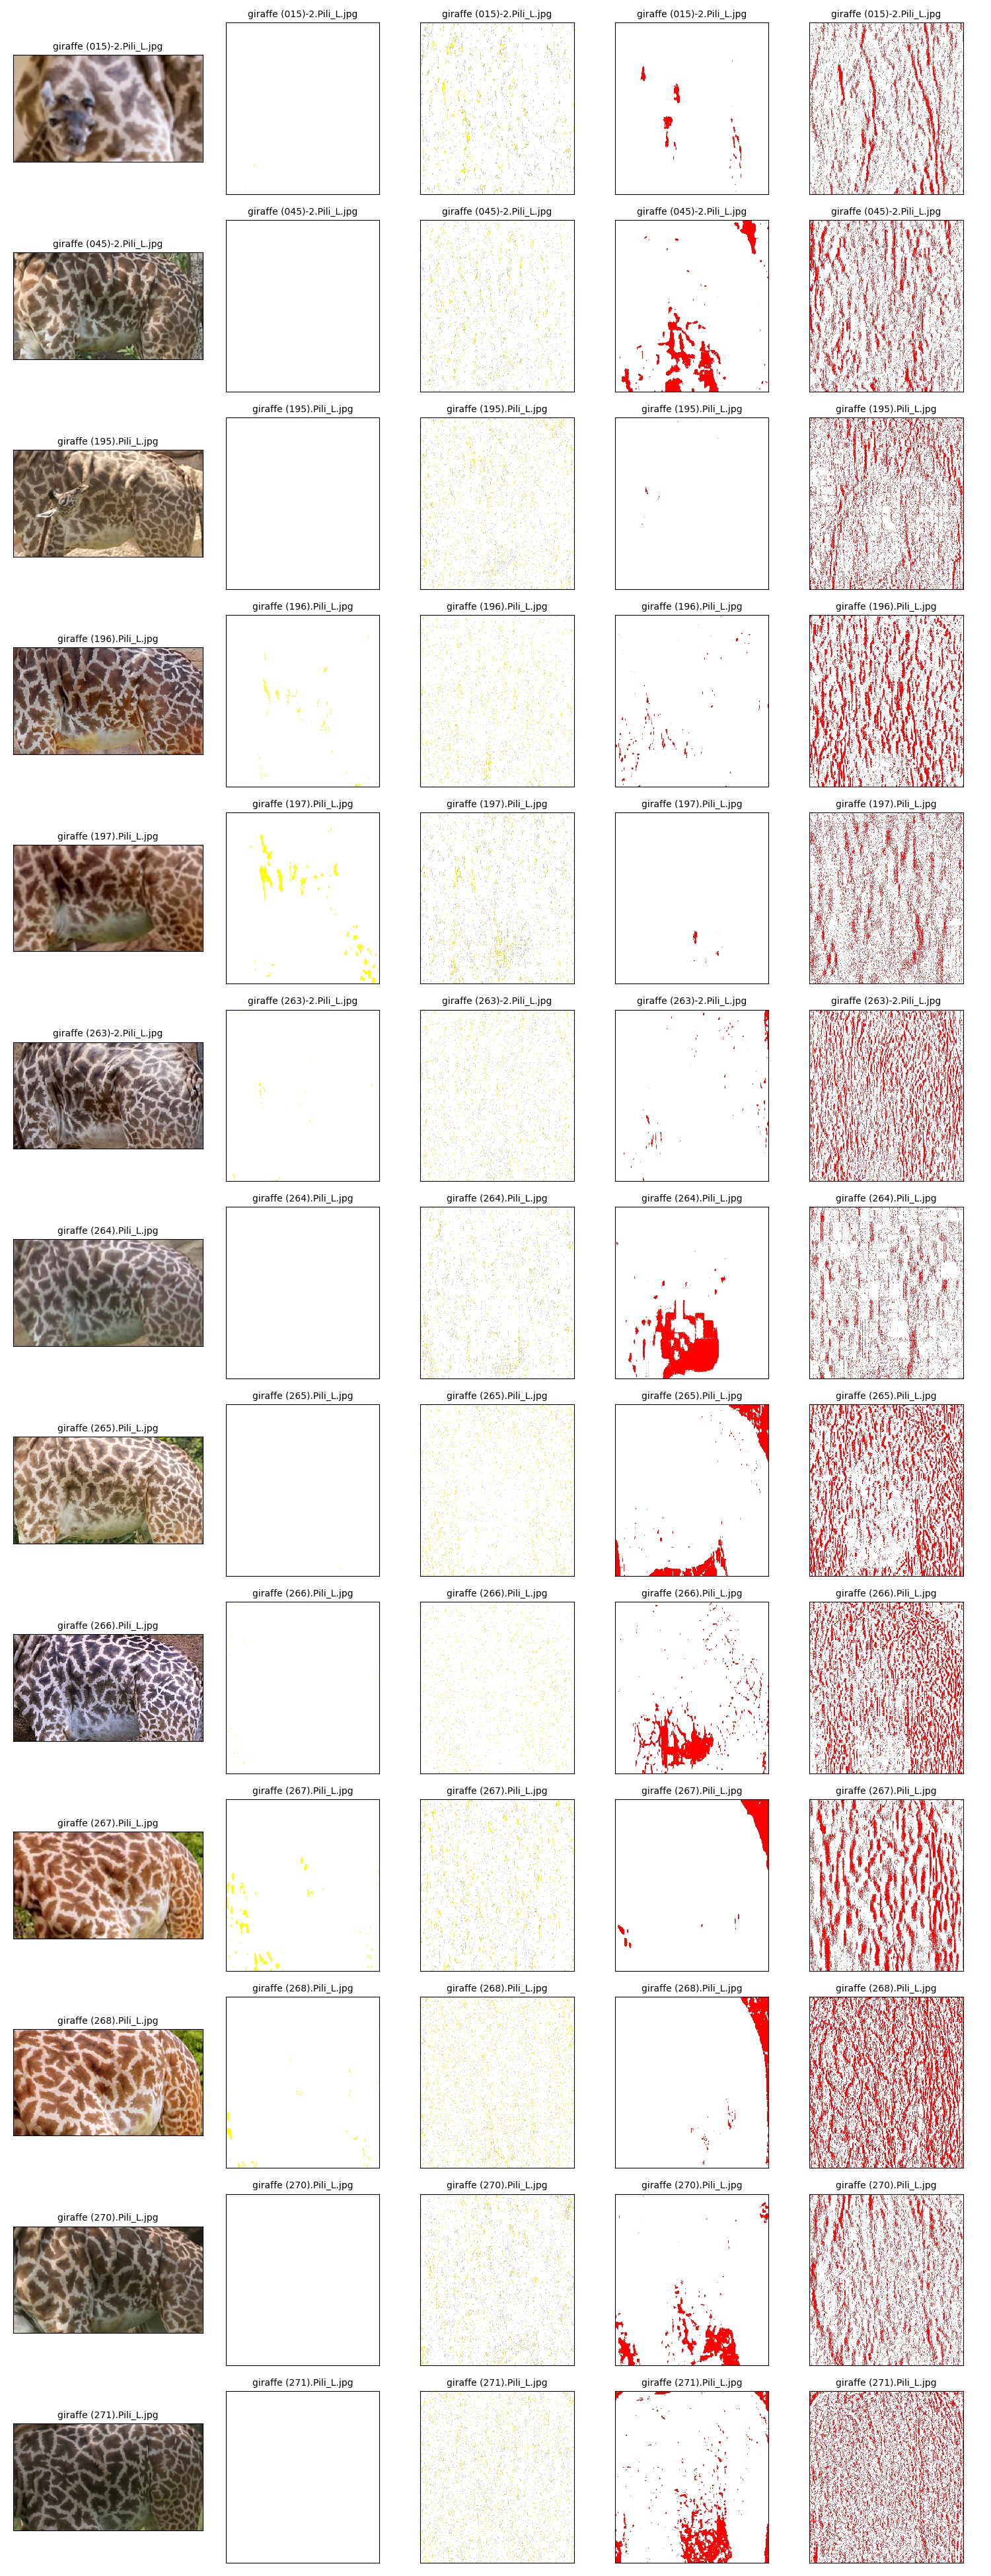 giraffe (015)-2.Pili_L.jpg
giraffe (015)-2.Pili_L.jpg
giraffe (015)-2.Pili_L.jpg
giraffe (015)-2.Pili_L.jpg
giraffe (015)-2.Pili_L.jpg
giraffe (045)-2.Pili_L.jpg
giraffe (045)-2.Pili_L.jpg
giraffe (045)-2.Pili_L.jpg
giraffe (045)-2.Pili_L.jpg
giraffe (045)-2.Pili_L.jpg
giraffe (195).Pili_L.jpg
giraffe (195).Pili_L.jpg
giraffe (195).Pili_L.jpg
giraffe (195).Pili_L.jpg
giraffe (195).Pili_L.jpg
giraffe (196).Pili_L.jpg
giraffe (196).Pili_L.jpg
giraffe (196).Pili_L.jpg
giraffe (196).Pili_L.jpg
giraffe (196).Pili_L.jpg
giraffe (197).Pili_L.jpg
giraffe (197).Pili_L.jpg
giraffe (197).Pili_L.jpg
giraffe (197).Pili_L.jpg
giraffe (197).Pili_L.jpg
giraffe (263)-2.Pili_L.jpg
giraffe (263)-2.Pili_L.jpg
giraffe (263)-2.Pili_L.jpg
giraffe (263)-2.Pili_L.jpg
giraffe (263)-2.Pili_L.jpg
giraffe (264).Pili_L.jpg
giraffe (264).Pili_L.jpg
giraffe (264).Pili_L.jpg
giraffe (264).Pili_L.jpg
giraffe (264).Pili_L.jpg
giraffe (265).Pili_L.jpg
giraffe (265).Pili_L.jpg
giraffe (265).Pili_L.jpg
giraffe (265).Pili_L.jpg
giraffe (265).Pili_L.jpg
giraffe (266).Pili_L.jpg
giraffe (266).Pili_L.jpg
giraffe (266).Pili_L.jpg
giraffe (266).Pili_L.jpg
giraffe (266).Pili_L.jpg
giraffe (267).Pili_L.jpg
giraffe (267).Pili_L.jpg
giraffe (267).Pili_L.jpg
giraffe (267).Pili_L.jpg
giraffe (267).Pili_L.jpg
giraffe (268).Pili_L.jpg
giraffe (268).Pili_L.jpg
giraffe (268).Pili_L.jpg
giraffe (268).Pili_L.jpg
giraffe (268).Pili_L.jpg
giraffe (270).Pili_L.jpg
giraffe (270).Pili_L.jpg
giraffe (270).Pili_L.jpg
giraffe (270).Pili_L.jpg
giraffe (270).Pili_L.jpg
giraffe (271).Pili_L.jpg
giraffe (271).Pili_L.jpg
giraffe (271).Pili_L.jpg
giraffe (271).Pili_L.jpg
giraffe (271).Pili_L.jpg